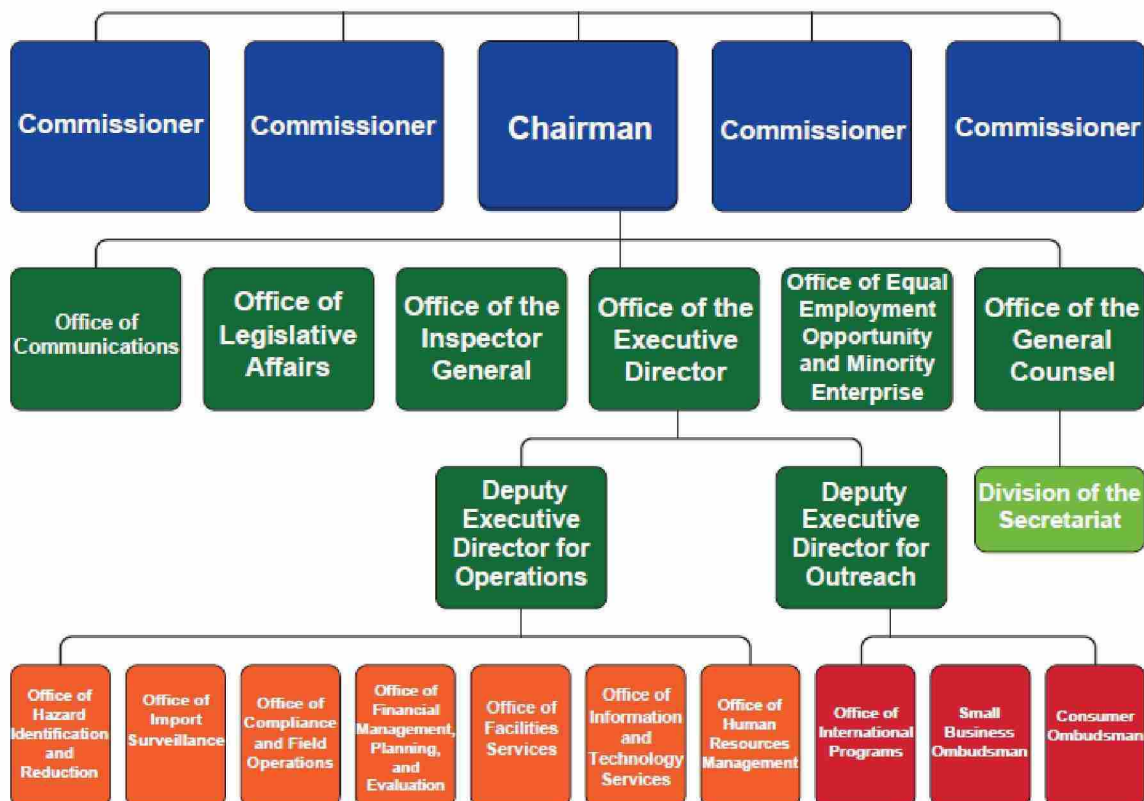 Commissioner
Commissioner
Chairman
Commissioner
Commissioner
Office of
Communications
Office of
Legislative
Affairs
Office of the
Inspector
General
Office of the
Executive
Director
Office of Equal
Employment
Opportunity
and Minority
Enterprise
Office of the
General
Counsel
Deputy
Executive
Director for
Operations
Deputy
Executive
Director for
Outreach
Division of the
Secretariat
Office of
Hazard
Identification
and
Reduction
Office of
Import
Surveillance
Office of
Compliance
and Field
Operations
Office of
Financial
Management,
Planning,
and
Evaluation
Office of
Facilities
Services
Office of
Information
and
Technology
Services
Office of
Human
Resources
Management
Office of
International
Programs
Small
Business
Ombudsman
Consumer
Ombudsman